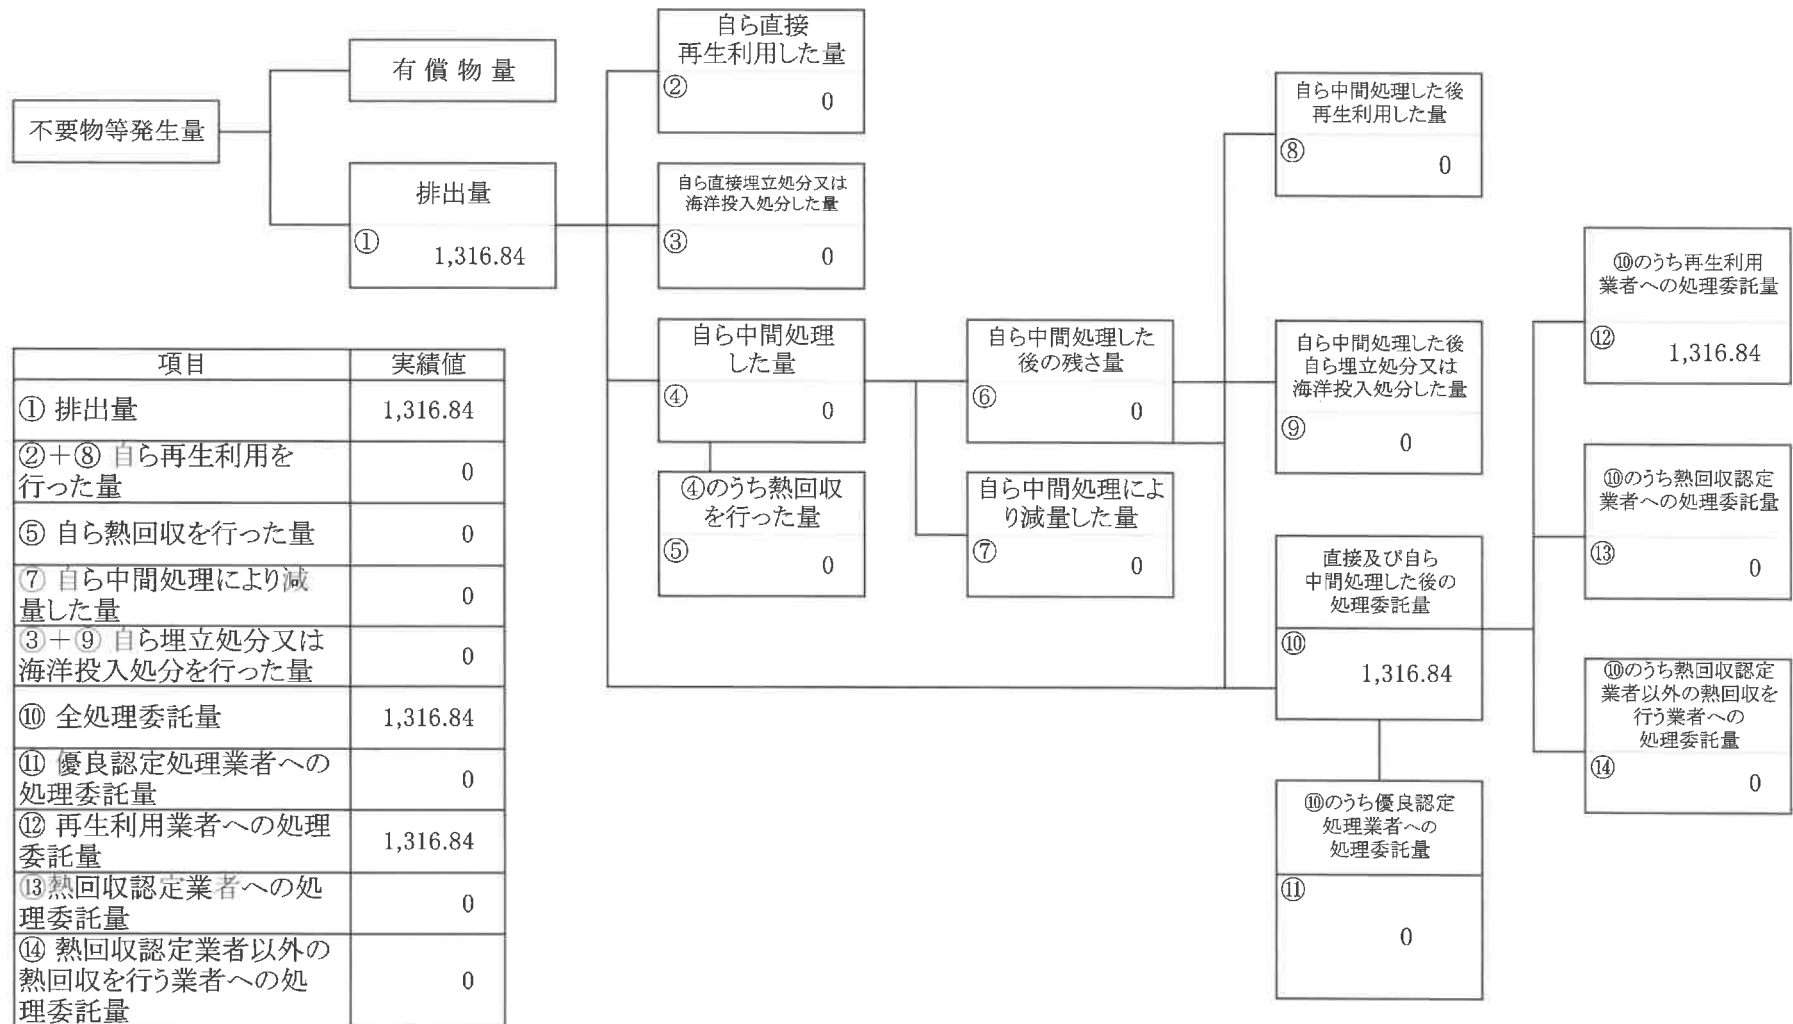 不要物等発生量
有償物量
排出量
①
1,316.84
自ら直接
再生利用した量
②
0
自ら直接埋立処分又は
海洋投入処分した量
③
0
自ら中間処理
した量
④
0
④のうち熱回収
を行った量
⑤
0
自ら中間処理した
後の残さ量
⑥
0
自ら中間処理によ
り減量した量
⑦
0
自ら中間処理した後
再生利用した量
⑧
0
自ら中間処理した後
自ら埋立処分又は
海洋投入処分した量
⑨
0
直接及び自ら
中間処理した後の
処理委託量
⑩
1,316.84
⑩のうち優良認定
処理業者への
処理委託量
⑪
0
⑩のうち再生利用
業者への処理委託量
⑫
1,316.84
⑩のうち熱回収認定
業者への処理委託量
⑬
0
⑩のうち熱回収認定
業者以外の熱回収を
行う業者への
処理委託量
⑭
0
項目 実績値
① 排出量 1,316.84
②+⑧ 自ら再生利用を
行った量 0
⑤ 自ら熱回収を行った量 0
⑦ 自ら中間処理により減
量した量 0
③+⑨ 自ら埋立処分又は
海洋投入処分を行った量 0
⑩ 全処理委託量 1,316.84
⑪ 優良認定処理業者への
処理委託量 0
⑫ 再生利用業者への処理
委託量 1,316.84
⑬熱回収認定業者への処
理委託量 0
⑭ 熱回収認定業者以外の
熱回収を行う業者への処
理委託量 0